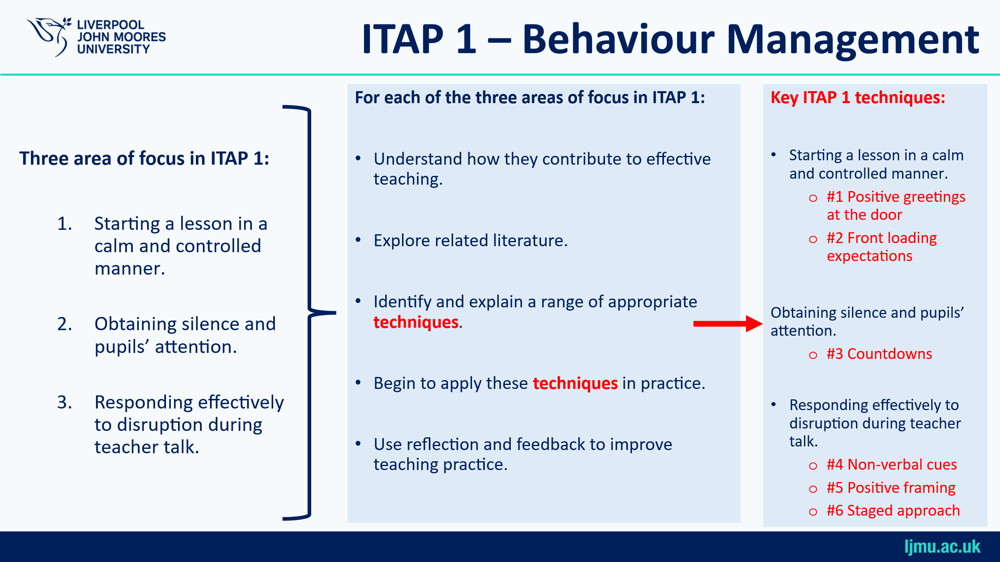 LIVERPOOL
JOHN MOORES
UNIVERSITY
ITAP 1 – Behaviour Management
Three area of focus in ITAP 1:
1. Starting a lesson in a
calm and controlled
manner.
2. Obtaining silence and
pupils’ attention.
3. Responding effectively
to disruption during
teacher talk.
For each of the three areas of focus in ITAP 1:
• Understand how they contribute to effective
teaching.
• Explore related literature.
• Identify and explain a range of appropriate
techniques.
• Begin to apply these techniques in practice.
• Use reflection and feedback to improve
teaching practice.
Key ITAP 1 techniques:
• Starting a lesson in a calm
and controlled manner.
o #1 Positive greetings
at the door
o #2 Front loading
expectations
Obtaining silence and pupils’
attention.
o #3 Countdowns
• Responding effectively to
disruption during teacher
talk.
o #4 Non-verbal cues
o #5 Positive framing
o #6 Staged approach
ljmu.ac.uk